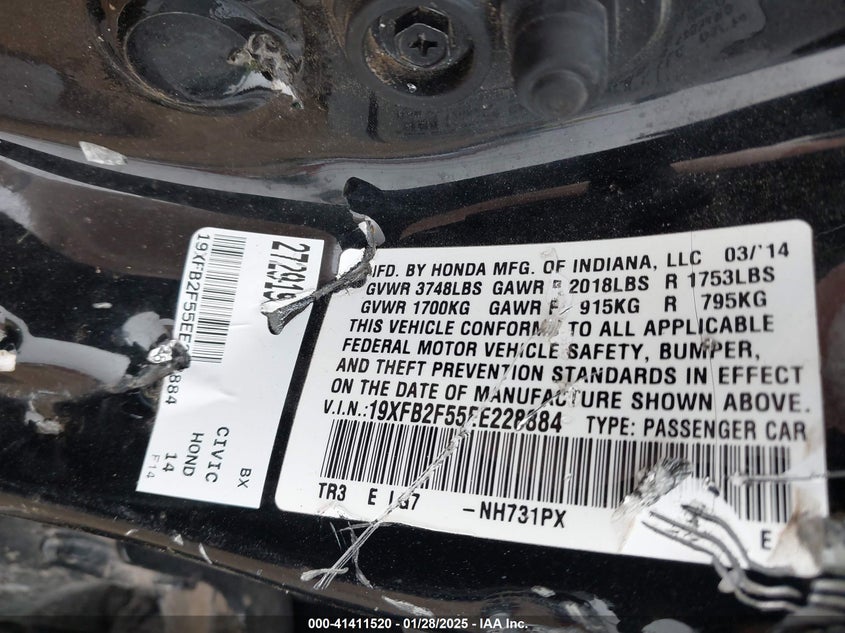 MFD. BY HONDA MFG. OF INDIANA, LLC 03/'14
GVWR 3748LBS GAWR F 2018LBS R 1753LBS
GVWR 1700KG GAWR F 915KG R 795KG
THIS VEHICLE CONFORMS TO ALL APPLICABLE
FEDERAL MOTOR VEHICLE SAFETY, BUMPER,
AND THEFT PREVENTION STANDARDS IN EFFECT
ON THE DATE OF MANUFACTURE SHOWN ABOVE.
V.I.N.:19XFB2F55EE228884 TYPE: PASSENGER CAR
TR3 E LG7 -NH731PX E
BX
CIVIC
HOND 14
F14
000-41411520 - 01/28/2025 - IAA Inc.